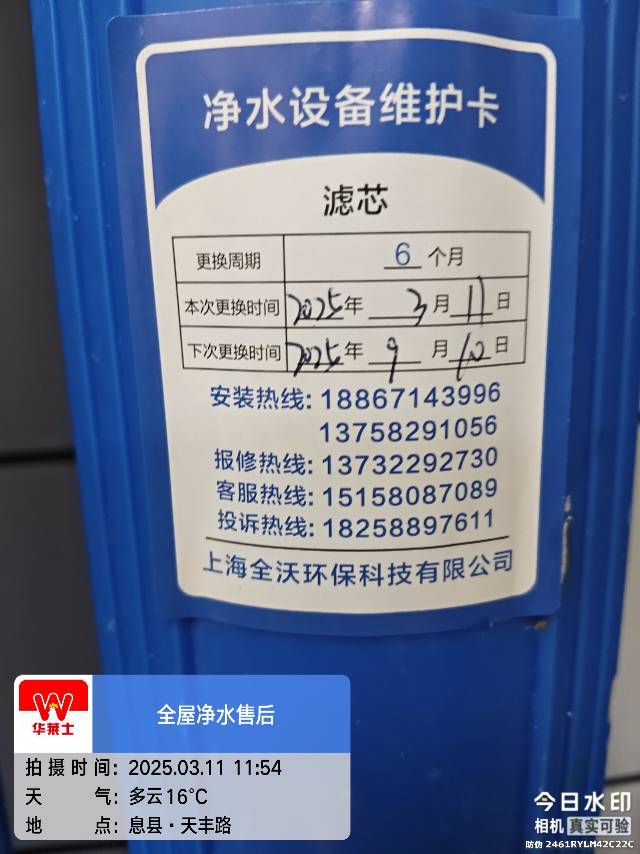 净水设备维护卡
滤芯
更换周期 6 个月
本次更换时间 2025年 3月 11日
下次更换时间 2025年 9月 10日
安装热线: 18867143996
13758291056
报修热线: 13732292730
客服热线: 15158087089
投诉热线: 18258897611
上海全沃环保科技有限公司
华莱士
全屋净水售后
拍摄时间: 2025.03.11 11:54
天 气: 多云16℃
地 点: 息县·天丰路
今日水印
相机 真实可验
防伪 2461RYLM42C22C